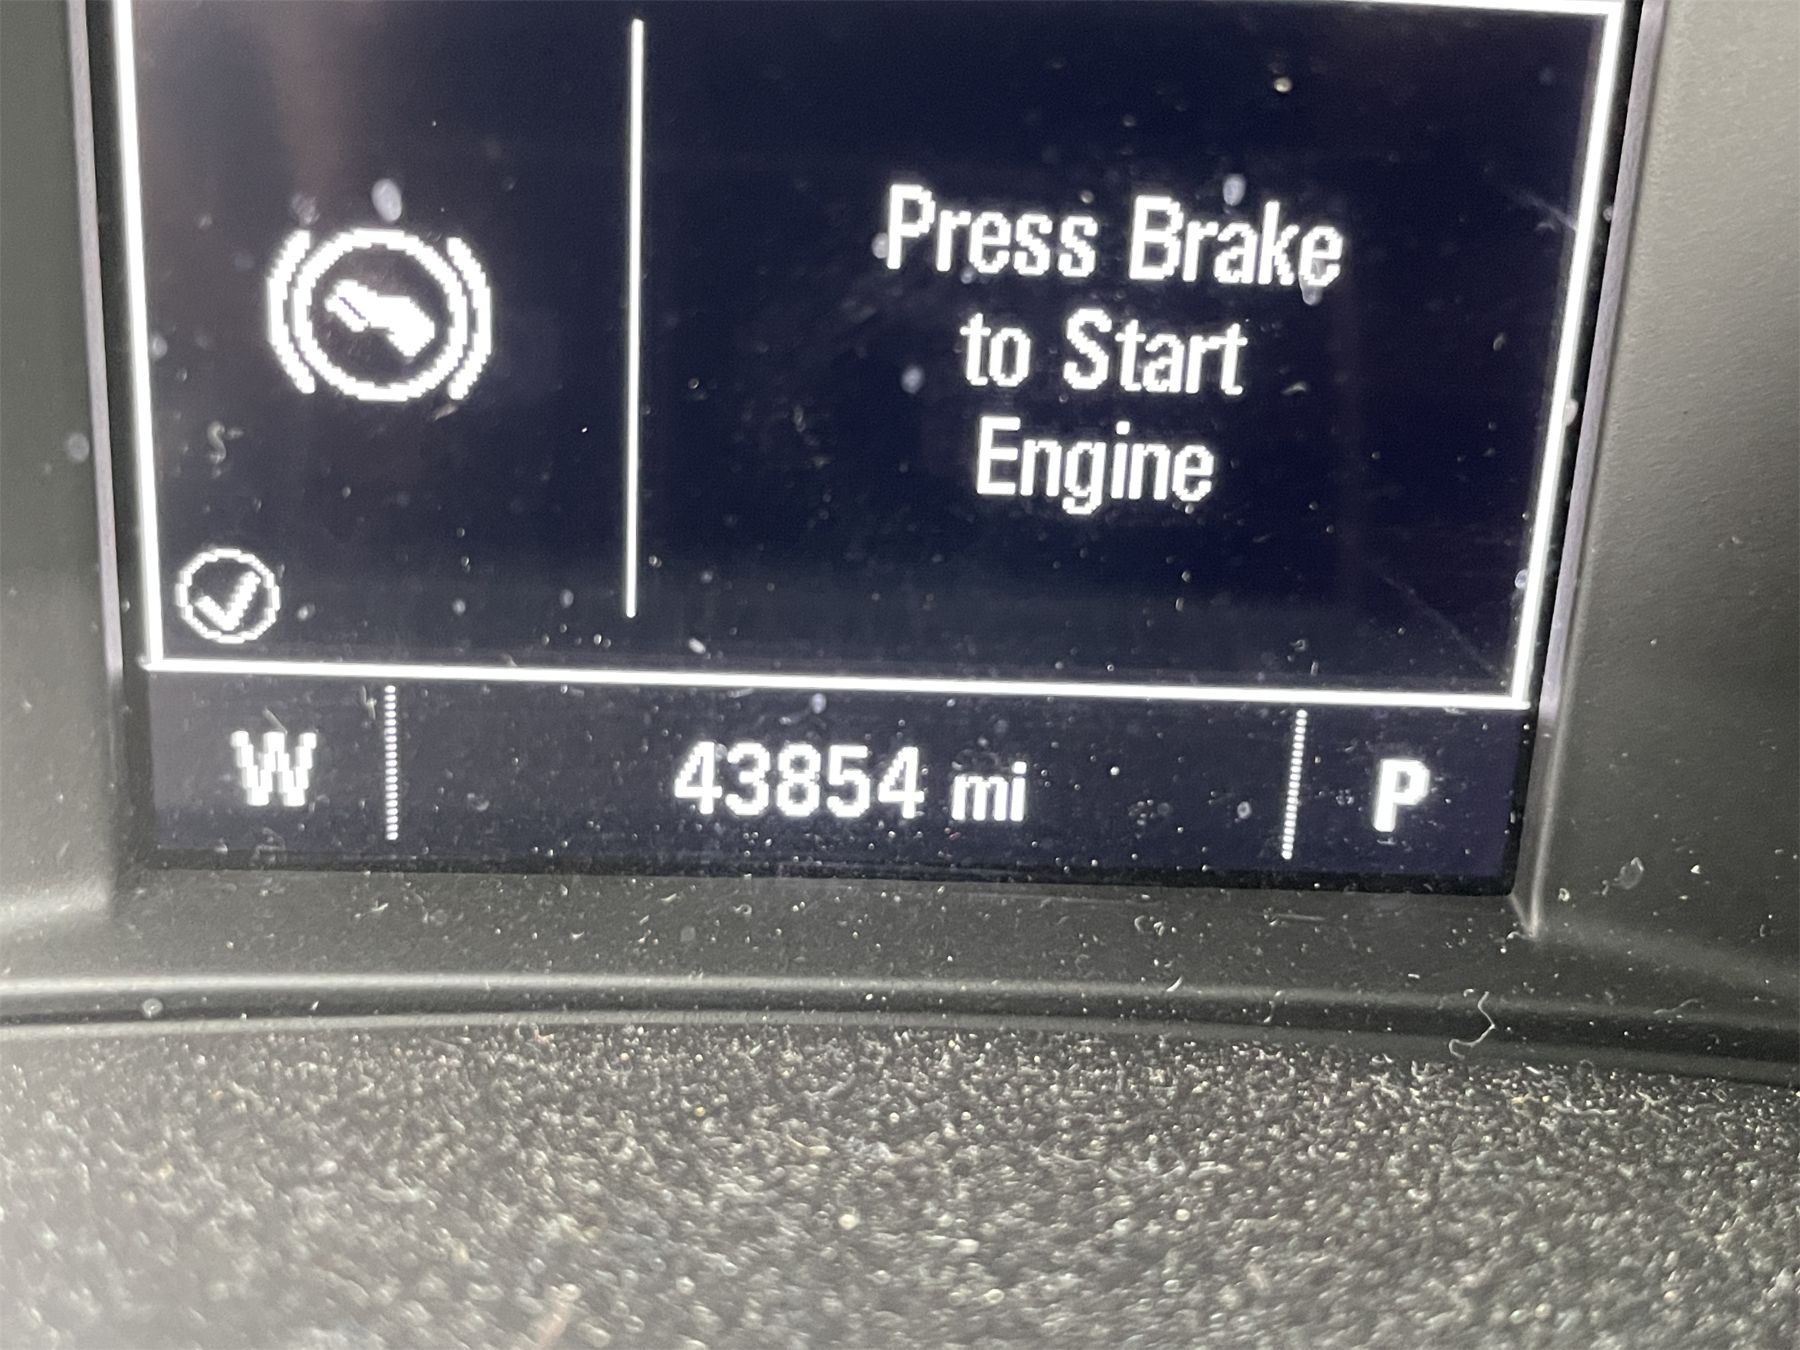 Press Brake
to Start
Engine
W 43854 mi P